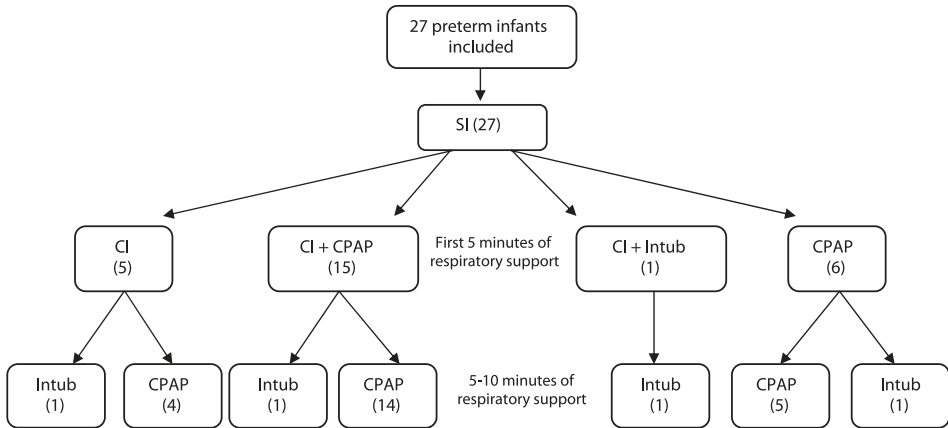 27 preterm infants
included
SI (27)
CI
(5)
CI + CPAP
(15)
First 5 minutes of
respiratory support
CI + Intub
(1)
CPAP
(6)
Intub
(1)
CPAP
(4)
Intub
(1)
CPAP
(14)
5-10 minutes of
respiratory support
Intub
(1)
CPAP
(5)
Intub
(1)